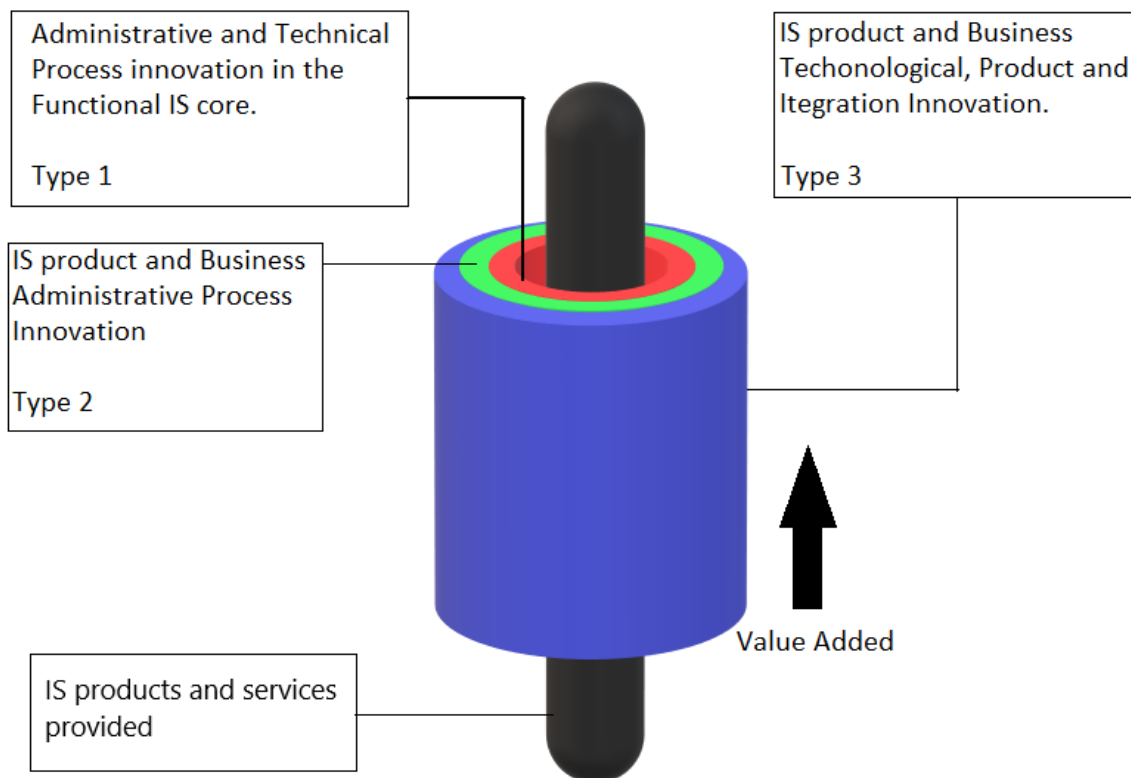 Administrative and Technical
Process innovation in the
Functional IS core.
Type 1
IS product and Business
Techonological, Product and
Itegration Innovation.
Type 3
IS product and Business
Administrative Process
Innovation
Type 2
Value Added
IS products and services
provided